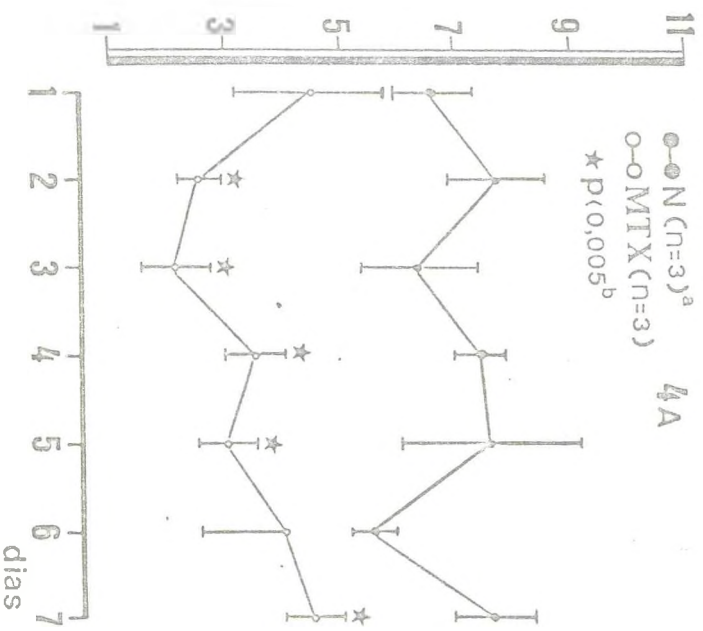 4A
N (n=3)ª
MTX (n=3)
★ p<0,005ᵇ
11
9
7
5
3
1
1 2 3 4 5 6 7
dias